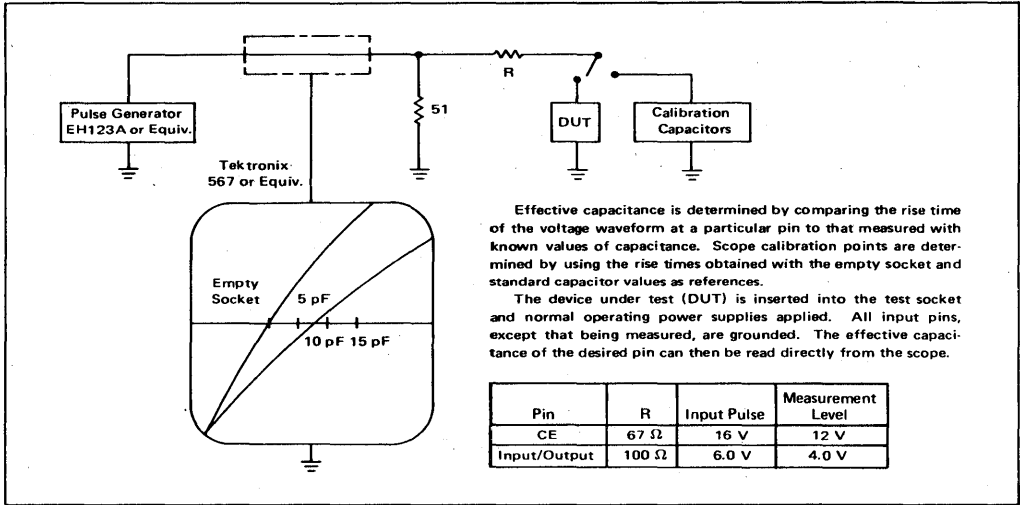 R
51
Pulse Generator
EH123A or Equiv.
DUT
Calibration
Capacitors
Tektronix
567 or Equiv.
Empty
Socket
5 pF
10 pF 15 pF
Effective capacitance is determined by comparing the rise time
of the voltage waveform at a particular pin to that measured with
known values of capacitance. Scope calibration points are deter-
mined by using the rise times obtained with the empty socket and
standard capacitor values as references.
The device under test (DUT) is inserted into the test socket
and normal operating power supplies applied. All input pins,
except that being measured, are grounded. The effective capaci-
tance of the desired pin can then be read directly from the scope.
Pin R Input Pulse Measurement Level
CE 67 Ω 16 V 12 V
Input/Output 100 Ω 6.0 V 4.0 V